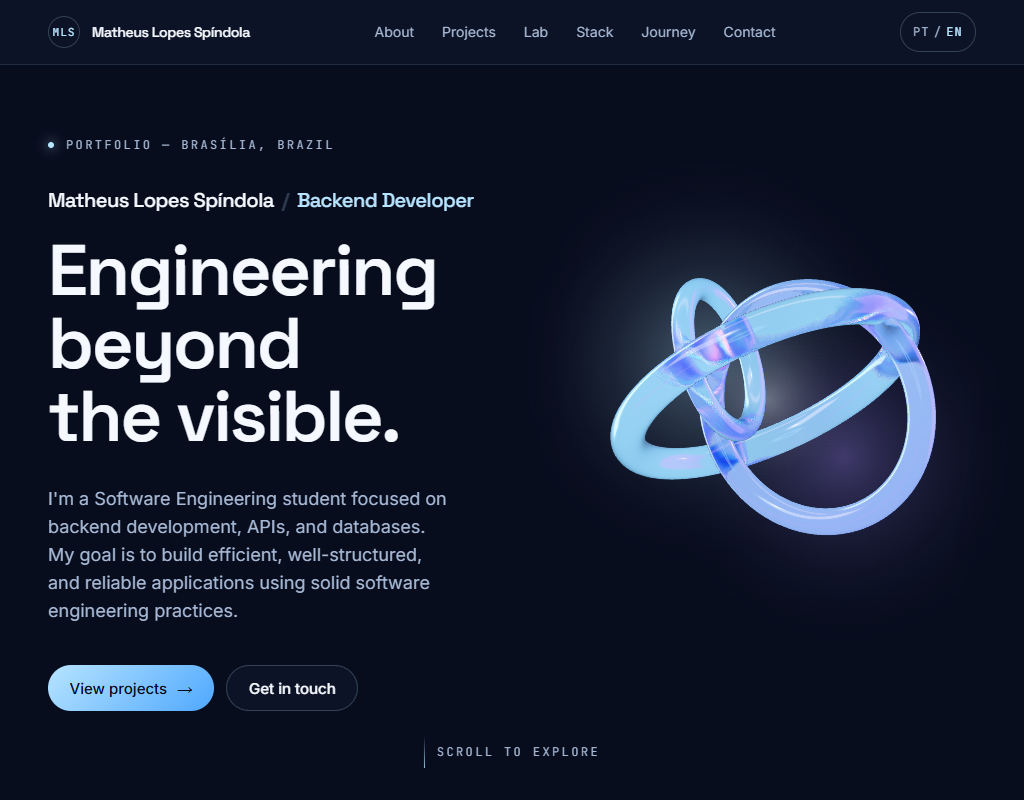 MLS Matheus Lopes Spíndola About Projects Lab Stack Journey Contact PT / EN
PORTFOLIO — BRASÍLIA, BRAZIL
Matheus Lopes Spíndola / Backend Developer
Engineering
beyond
the visible.
I'm a Software Engineering student focused on
backend development, APIs, and databases.
My goal is to build efficient, well-structured,
and reliable applications using solid software
engineering practices.
View projects → Get in touch
SCROLL TO EXPLORE